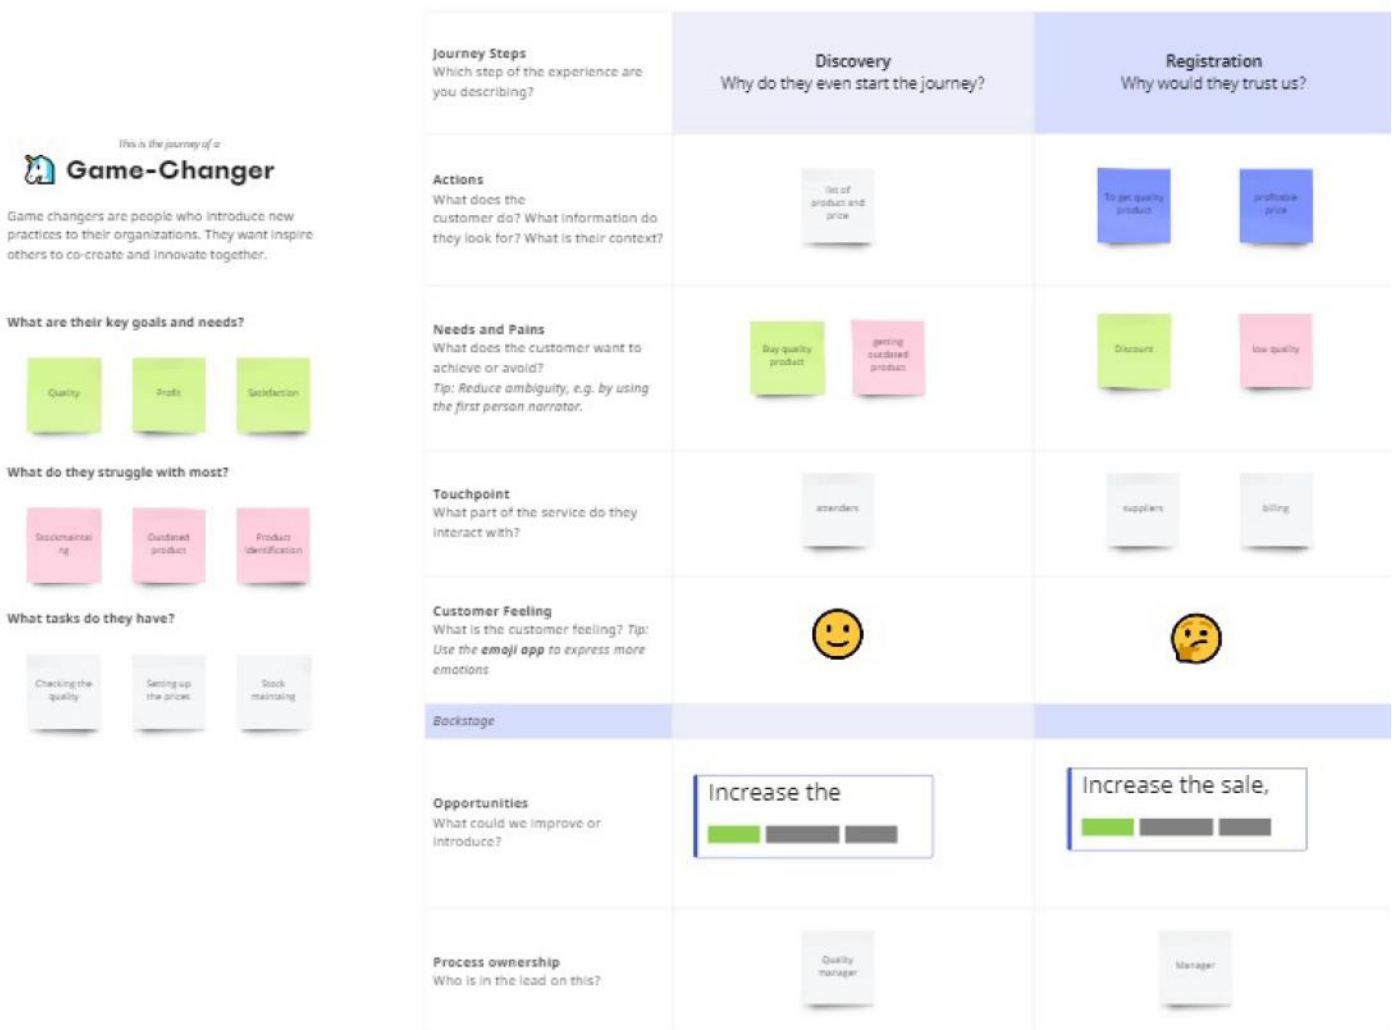 This is the journey of a
Game-Changer
Game changers are people who introduce new
practices to their organizations. They want inspire
others to co-create and innovate together.
What are their key goals and needs?
Quality
Profit
Satisfaction
What do they struggle with most?
Stockmaintai
ng
Outdated
product
Product
Identification
What tasks do they have?
Checking the
quality
Setting up
the prices
Stock
maintaing
Journey Steps
Which step of the experience are
you describing?
Discovery
Why do they even start the journey?
Registration
Why would they trust us?
Actions
What does the
customer do? What information do
they look for? What is their context?
list of
product and
price
To get quality
product
profitable
price
Needs and Pains
What does the customer want to
achieve or avoid?
Tip: Reduce ambiguity, e.g. by using
the first person narrator.
Buy quality
product
getting
outdated
product
Discount
low quality
Touchpoint
What part of the service do they
interact with?
attenders
suppliers
billing
Customer Feeling
What is the customer feeling? Tip:
Use the emoji app to express more
emotions
Backstage
Opportunities
What could we improve or
introduce?
Increase the
Increase the sale,
Process ownership
Who is in the lead on this?
Quality
manager
Manager